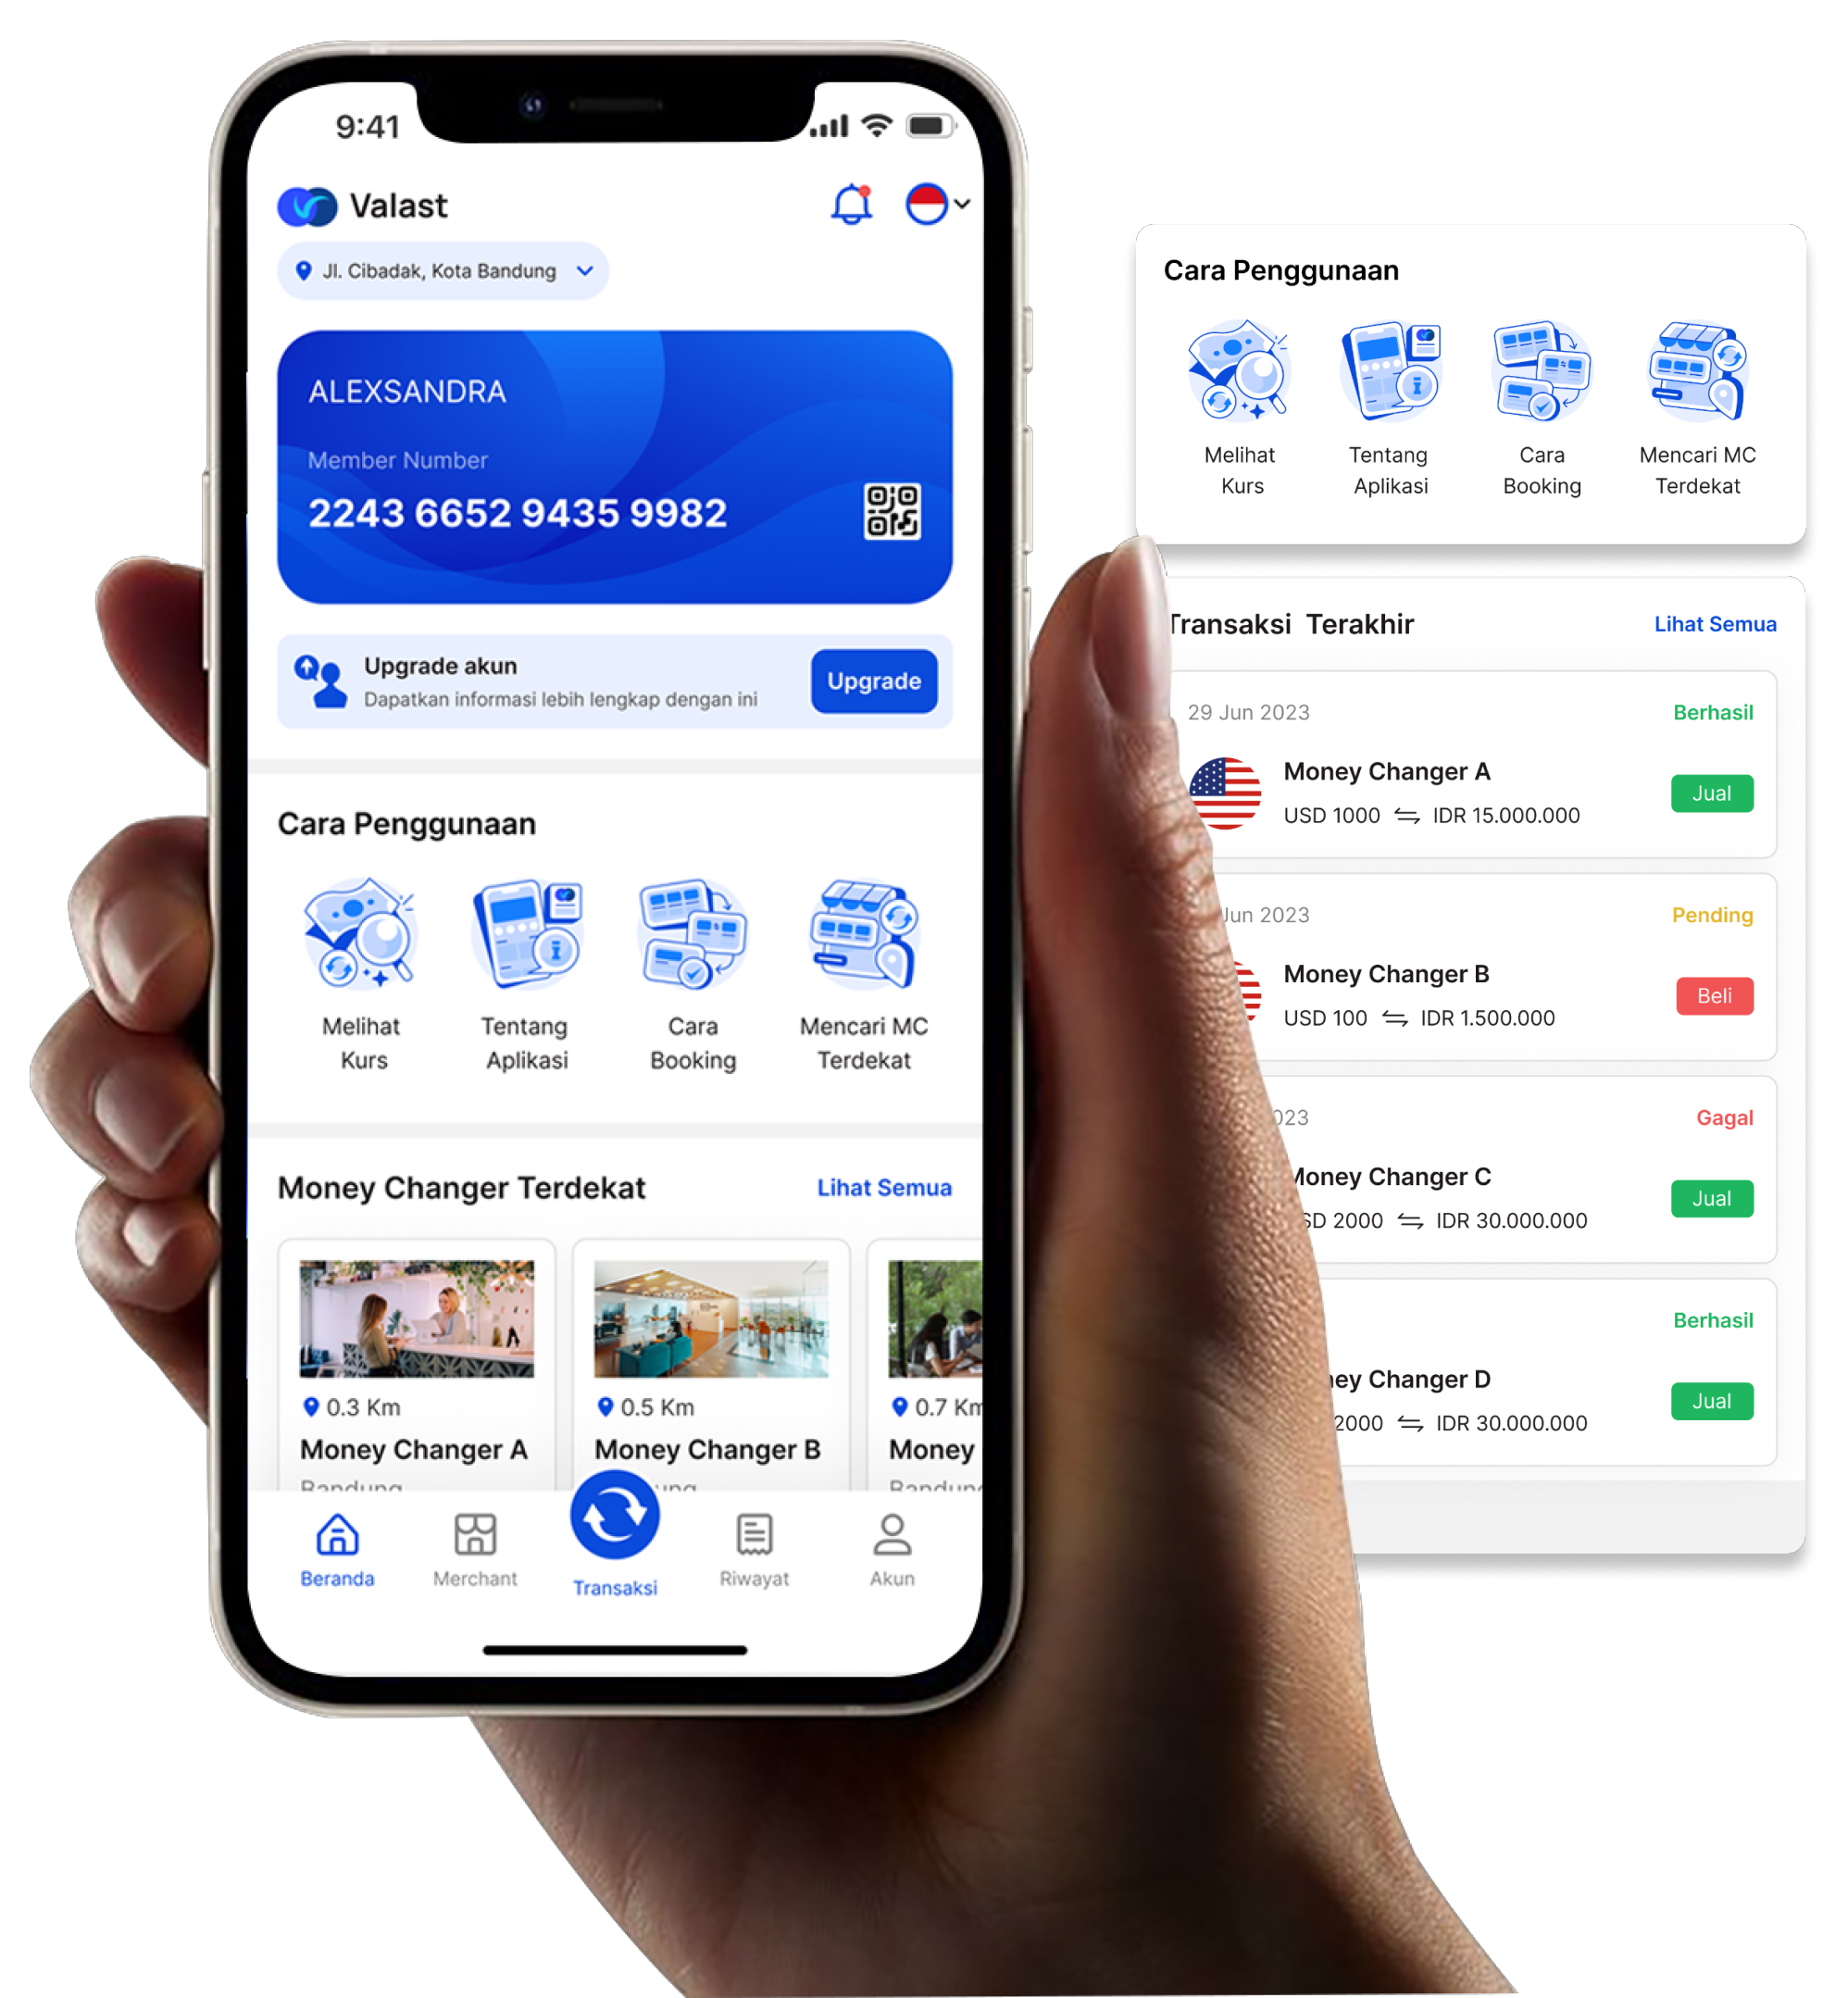 9:41
Valast
Jl. Cibadak, Kota Bandung
ALEXSANDRA
Member Number
2243 6652 9435 9982
Upgrade akun
Dapatkan informasi lebih lengkap dengan ini
Upgrade
Cara Penggunaan
Melihat
Kurs
Tentang
Aplikasi
Cara
Booking
Mencari MC
Terdekat
Money Changer Terdekat
Lihat Semua
0.3 Km
Money Changer A
Bandung
0.5 Km
Money Changer B
0.7 Km
Money
Bandung
Beranda
Merchant
Transaksi
Riwayat
Akun
Cara Penggunaan
Melihat
Kurs
Tentang
Aplikasi
Cara
Booking
Mencari MC
Terdekat
Transaksi Terakhir
Lihat Semua
29 Jun 2023
Berhasil
Money Changer A
USD 1000 ⇆ IDR 15.000.000
Jual
Jun 2023
Pending
Money Changer B
USD 100 ⇆ IDR 1.500.000
Beli
Gagal
Money Changer C
2000 ⇆ IDR 30.000.000
Jual
Berhasil
Changer D
2000 ⇆ IDR 30.000.000
Jual